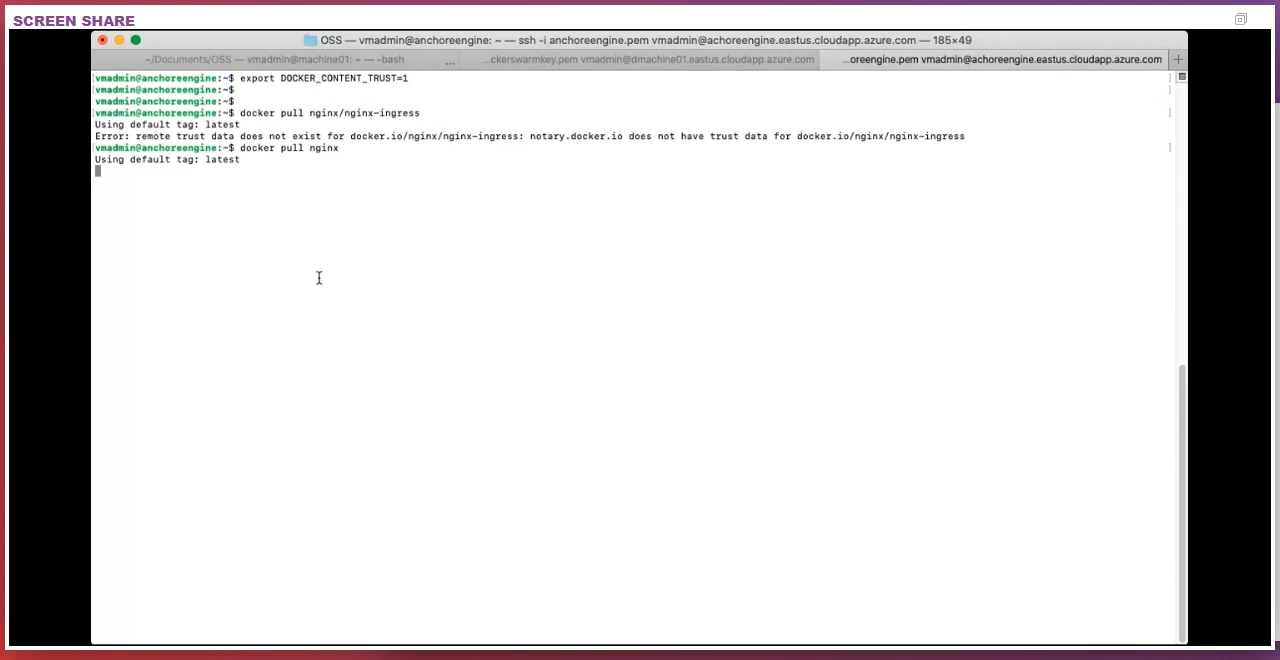 SCREEN SHARE
OSS — vmadmin@anchoreengine: ~ — ssh -i anchoreengine.pem vmadmin@achoreengine.eastus.cloudapp.azure.com — 185×49
~/Documents/OSS — vmadmin@machine01: ~ — -bash ...
...ckerswarmkey.pem vmadmin@dmachine01.eastus.cloudapp.azure.com
...oreengine.pem vmadmin@achoreengine.eastus.cloudapp.azure.com +
[vmadmin@anchoreengine:~$ export DOCKER_CONTENT_TRUST=1 ]
[vmadmin@anchoreengine:~$ ]
[vmadmin@anchoreengine:~$
[vmadmin@anchoreengine:~$ docker pull nginx/nginx-ingress ]
Using default tag: latest
Error: remote trust data does not exist for docker.io/nginx/nginx-ingress: notary.docker.io does not have trust data for docker.io/nginx/nginx-ingress
[vmadmin@anchoreengine:~$ docker pull nginx ]
Using default tag: latest